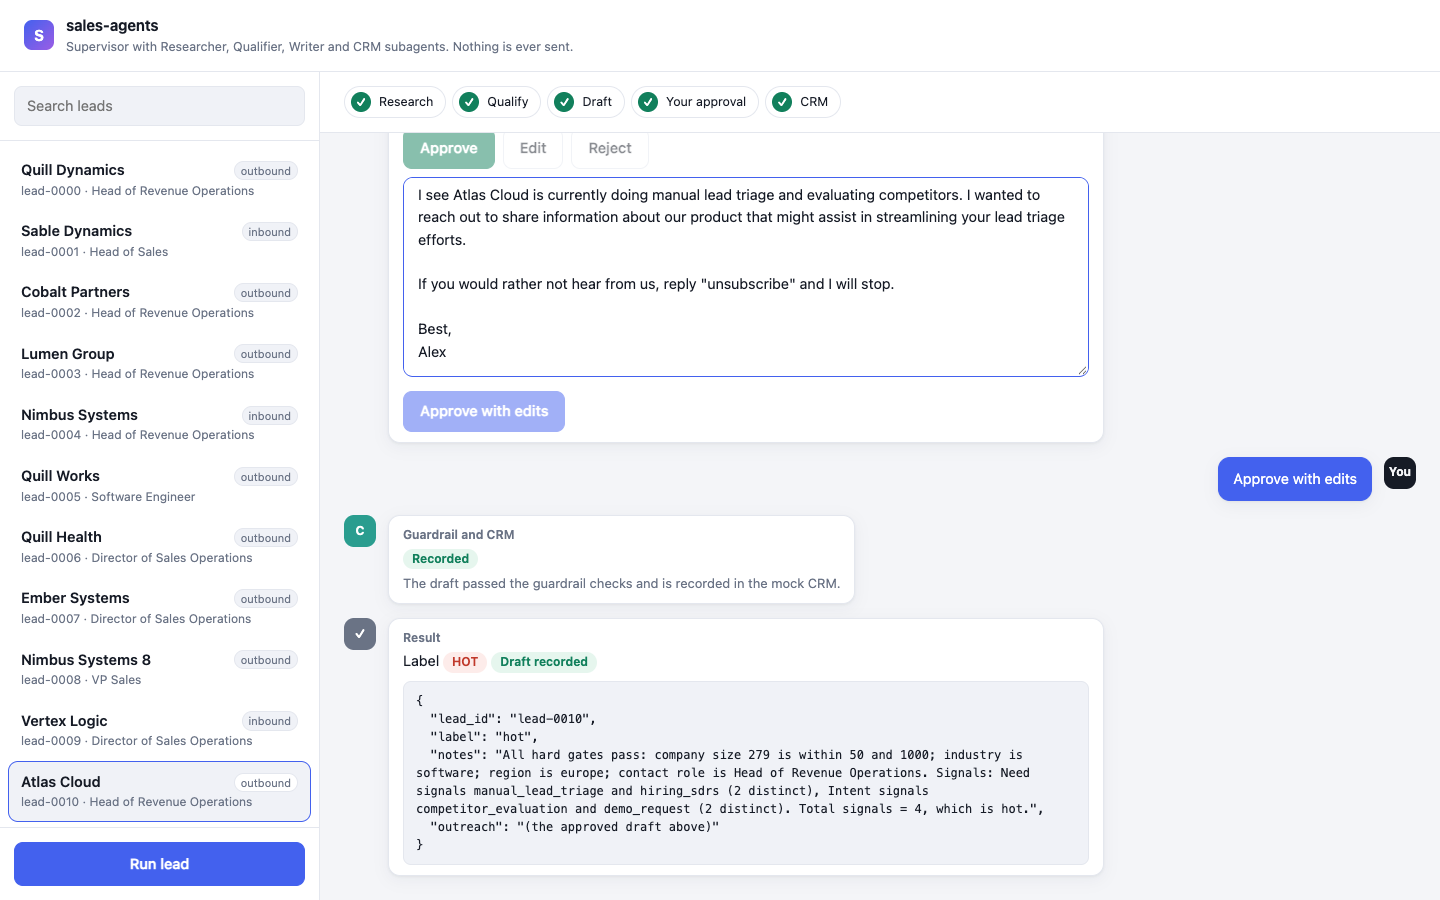 S
sales-agents
Supervisor with Researcher, Qualifier, Writer and CRM subagents. Nothing is ever sent.
Search leads
Quill Dynamics outbound
lead-0000 · Head of Revenue Operations
Sable Dynamics inbound
lead-0001 · Head of Sales
Cobalt Partners outbound
lead-0002 · Head of Revenue Operations
Lumen Group outbound
lead-0003 · Head of Revenue Operations
Nimbus Systems inbound
lead-0004 · Head of Revenue Operations
Quill Works outbound
lead-0005 · Software Engineer
Quill Health outbound
lead-0006 · Director of Sales Operations
Ember Systems outbound
lead-0007 · Director of Sales Operations
Nimbus Systems 8 outbound
lead-0008 · VP Sales
Vertex Logic inbound
lead-0009 · Director of Sales Operations
Atlas Cloud outbound
lead-0010 · Head of Revenue Operations
Run lead
Research Qualify Draft Your approval CRM
Approve Edit Reject
I see Atlas Cloud is currently doing manual lead triage and evaluating competitors. I wanted to
reach out to share information about our product that might assist in streamlining your lead triage
efforts.
If you would rather not hear from us, reply "unsubscribe" and I will stop.
Best,
Alex
Approve with edits
Approve with edits You
C
Guardrail and CRM
Recorded
The draft passed the guardrail checks and is recorded in the mock CRM.
Result
Label HOT Draft recorded
{
"lead_id": "lead-0010",
"label": "hot",
"notes": "All hard gates pass: company size 279 is within 50 and 1000; industry is
software; region is europe; contact role is Head of Revenue Operations. Signals: Need
signals manual_lead_triage and hiring_sdrs (2 distinct), Intent signals
competitor_evaluation and demo_request (2 distinct). Total signals = 4, which is hot.",
"outreach": "(the approved draft above)"
}